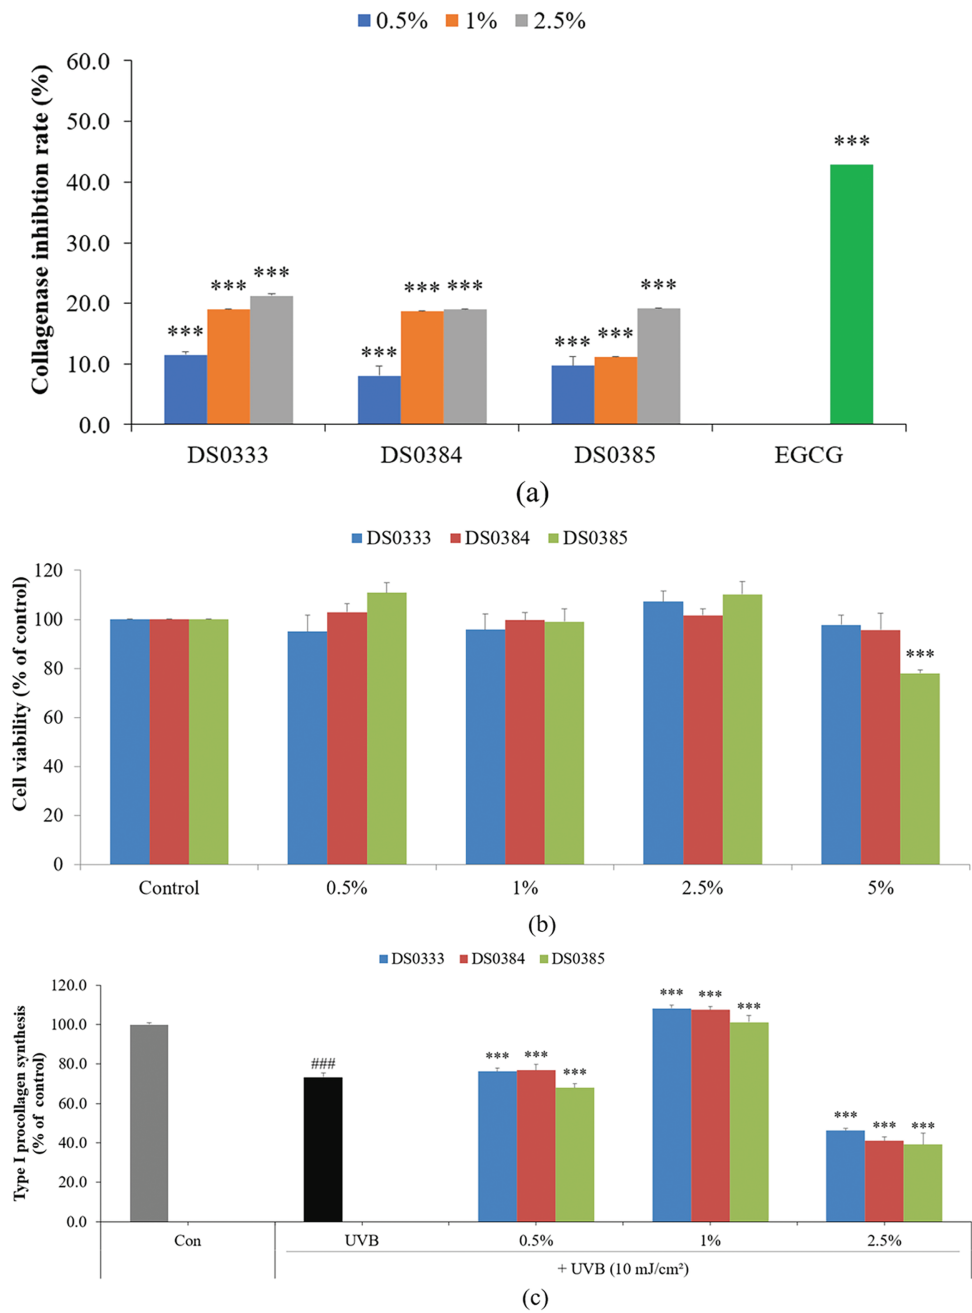 0.5% 1% 2.5%
Collagenase inhibtion rate (%)
60.0
50.0
40.0
30.0
20.0
10.0
0.0
*** *** ***
*** *** ***
*** *** ***
***
DS0333 DS0384 DS0385 EGCG
(a)
DS0333 DS0384 DS0385
Cell viability (% of control)
120
100
80
60
40
20
0
***
Control 0.5% 1% 2.5% 5%
(b)
DS0333 DS0384 DS0385
Type I procollagen synthesis
(% of control)
120.0
100.0
80.0
60.0
40.0
20.0
0.0
###
*** *** ***
*** *** ***
*** *** ***
Con UVB 0.5% 1% 2.5%
+ UVB (10 mJ/cm²)
(c)